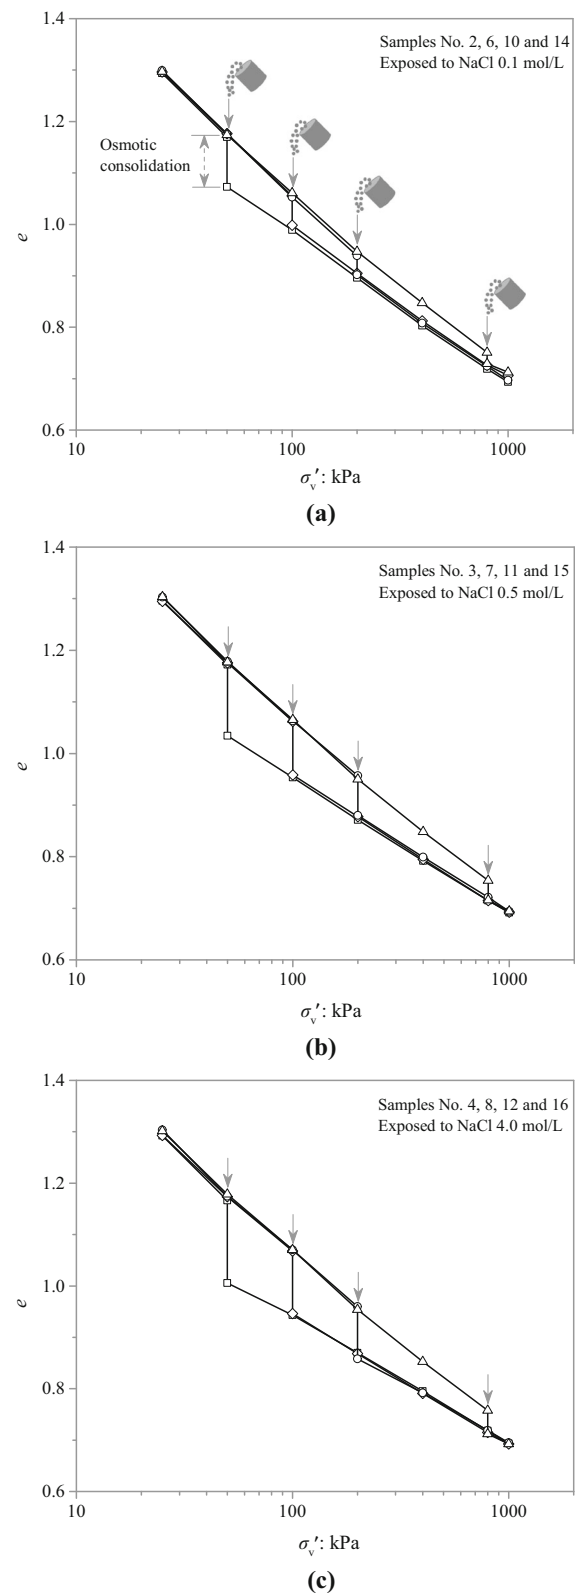 1.4
Samples No. 2, 6, 10 and 14
Exposed to NaCl 0.1 mol/L
1.2
Osmotic
consolidation
1.0
e
0.8
0.6
10
100
1000
σv′: kPa
(a)
1.4
Samples No. 3, 7, 11 and 15
Exposed to NaCl 0.5 mol/L
1.2
1.0
e
0.8
0.6
10
100
1000
σv′: kPa
(b)
1.4
Samples No. 4, 8, 12 and 16
Exposed to NaCl 4.0 mol/L
1.2
1.0
e
0.8
0.6
10
100
1000
σv′: kPa
(c)